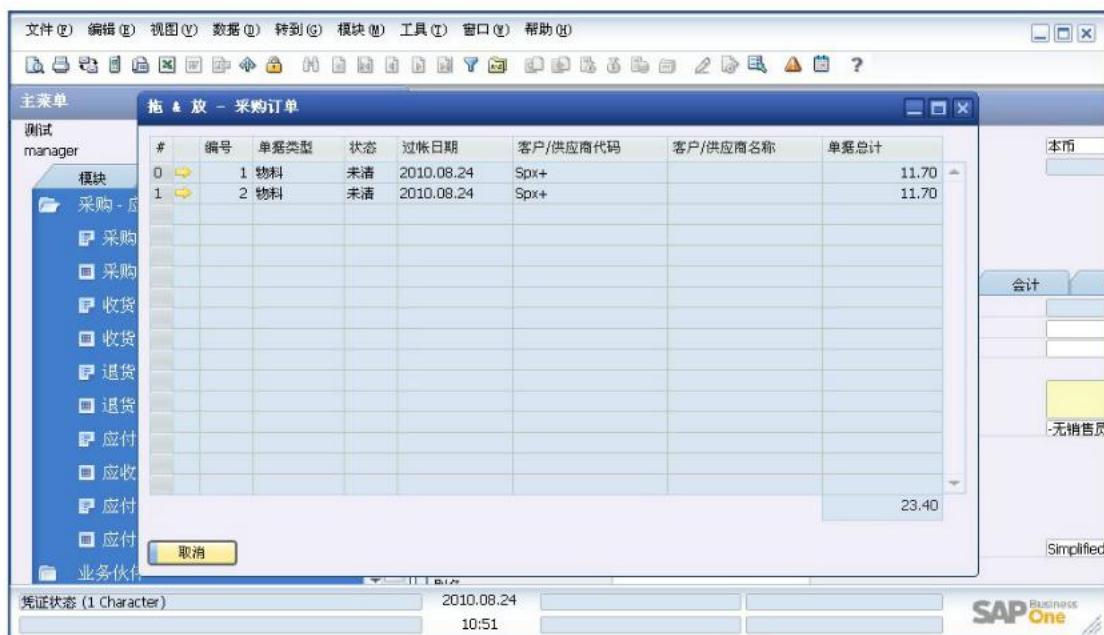 文件(F) 编辑(E) 视图(V) 数据(D) 转到(G) 模块(M) 工具(T) 窗口(W) 帮助(H)
主菜单
拖 & 放 - 采购订单
测试
manager
本币
# 编号 单据类型 状态 过帐日期 客户/供应商代码 客户/供应商名称 单据总计
0 1 物料 未清 2010.08.24 Spx+ 11.70
1 2 物料 未清 2010.08.24 Spx+ 11.70
模块
采购 - 应
采购
采购
收货
收货
退货
退货
应付
应收
应付
应付
业务伙伴
会计
-无销售员
23.40
取消
Simplified
凭证状态 (1 Character) 2010.08.24
10:51
SAP Business One